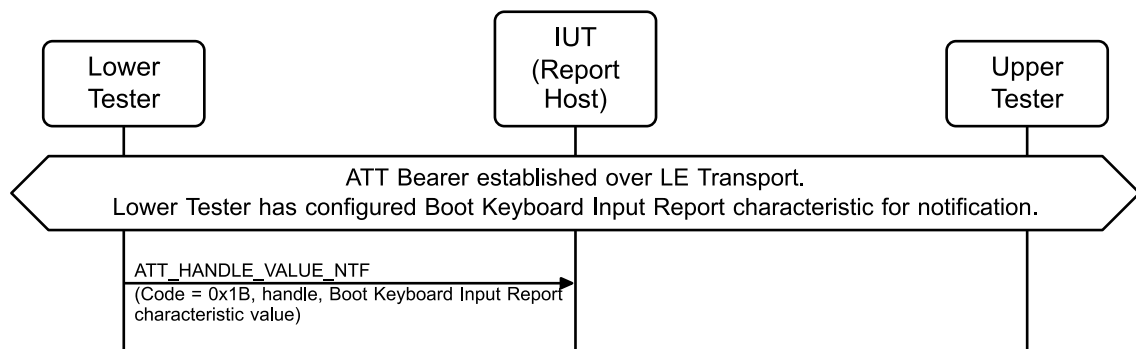 Lower
Tester
IUT
(Report
Host)
Upper
Tester
ATT Bearer established over LE Transport.
Lower Tester has configured Boot Keyboard Input Report characteristic for notification.
ATT_HANDLE_VALUE_NTF
(Code = 0x1B, handle, Boot Keyboard Input Report
characteristic value)